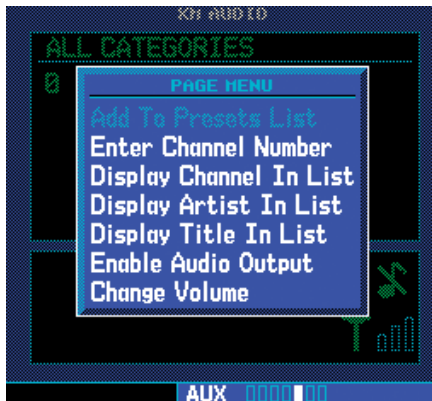 XM AUDIO
ALL CATEGORIES
0
PAGE MENU
Add To Presets List
Enter Channel Number
Display Channel In List
Display Artist In List
Display Title In List
Enable Audio Output
Change Volume
AUX